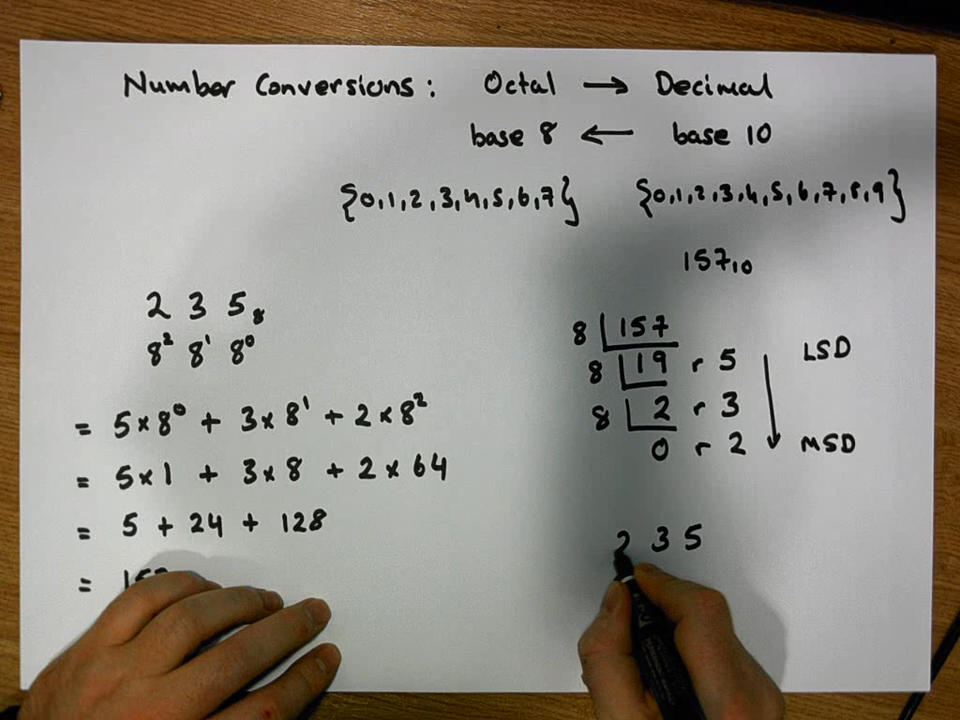 Number Conversions: Octal → Decimal
base 8 ← base 10
{0,1,2,3,4,5,6,7} {0,1,2,3,4,5,6,7,8,9}
157₁₀
2 3 5₈
8² 8¹ 8⁰
= 5×8⁰ + 3×8¹ + 2×8²
= 5×1 + 3×8 + 2×64
= 5 + 24 + 128
=
8 157
8 19 r 5 LSD
8 2 r 3
0 r 2 MSD
2 3 5